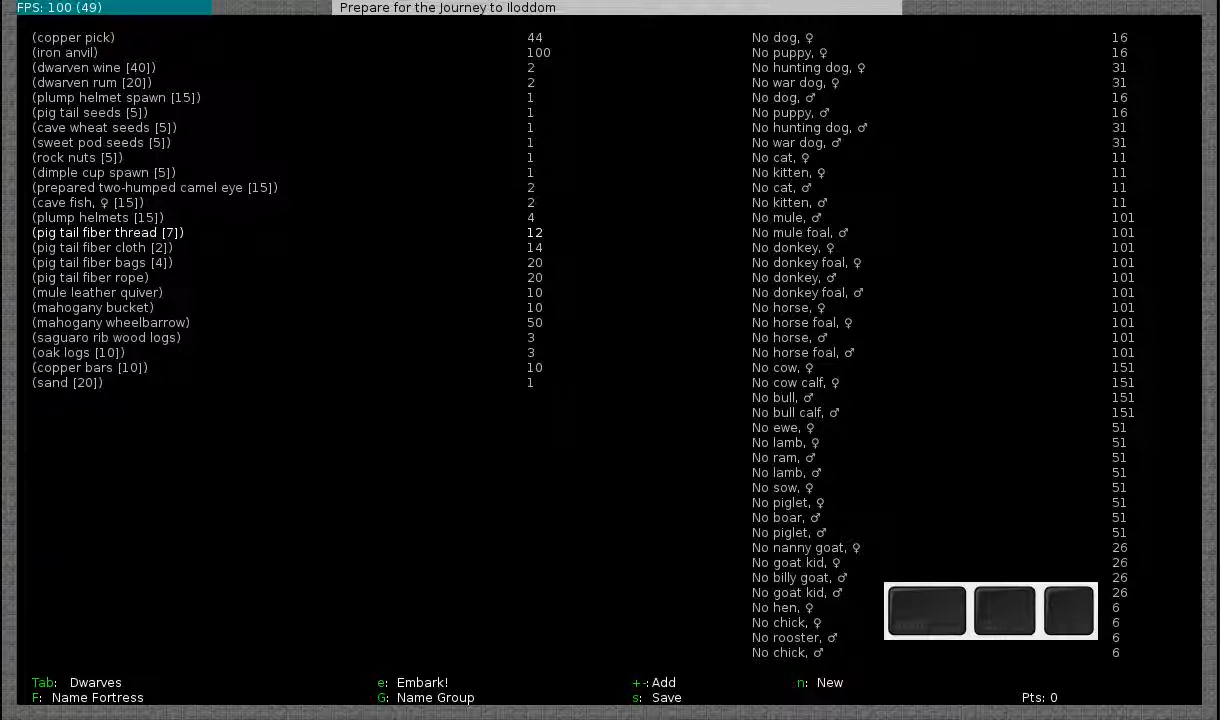 FPS: 100 (49)
Prepare for the Journey to Iloddom
(copper pick) 44
(iron anvil) 100
(dwarven wine [40]) 2
(dwarven rum [20]) 2
(plump helmet spawn [15]) 1
(pig tail seeds [5]) 1
(cave wheat seeds [5]) 1
(sweet pod seeds [5]) 1
(rock nuts [5]) 1
(dimple cup spawn [5]) 1
(prepared two-humped camel eye [15]) 2
(cave fish, ♀ [15]) 2
(plump helmets [15]) 4
(pig tail fiber thread [7]) 12
(pig tail fiber cloth [2]) 14
(pig tail fiber bags [4]) 20
(pig tail fiber rope) 20
(mule leather quiver) 10
(mahogany bucket) 10
(mahogany wheelbarrow) 50
(saguaro rib wood logs) 3
(oak logs [10]) 3
(copper bars [10]) 10
(sand [20]) 1
No dog, ♀ 16
No puppy, ♀ 16
No hunting dog, ♀ 31
No war dog, ♀ 31
No dog, ♂ 16
No puppy, ♂ 16
No hunting dog, ♂ 31
No war dog, ♂ 31
No cat, ♀ 11
No kitten, ♀ 11
No cat, ♂ 11
No kitten, ♂ 11
No mule, ♂ 101
No mule foal, ♂ 101
No donkey, ♀ 101
No donkey foal, ♀ 101
No donkey, ♂ 101
No donkey foal, ♂ 101
No horse, ♀ 101
No horse foal, ♀ 101
No horse, ♂ 101
No horse foal, ♂ 101
No cow, ♀ 151
No cow calf, ♀ 151
No bull, ♂ 151
No bull calf, ♂ 151
No ewe, ♀ 51
No lamb, ♀ 51
No ram, ♂ 51
No lamb, ♂ 51
No sow, ♀ 51
No piglet, ♀ 51
No boar, ♂ 51
No piglet, ♂ 51
No nanny goat, ♀ 26
No goat kid, ♀ 26
No billy goat, ♂ 26
No goat kid, ♂ 26
No hen, ♀ 6
No chick, ♀ 6
No rooster, ♂ 6
No chick, ♂ 6
Tab: Dwarves e: Embark! +-: Add n: New
F: Name Fortress G: Name Group s: Save Pts: 0